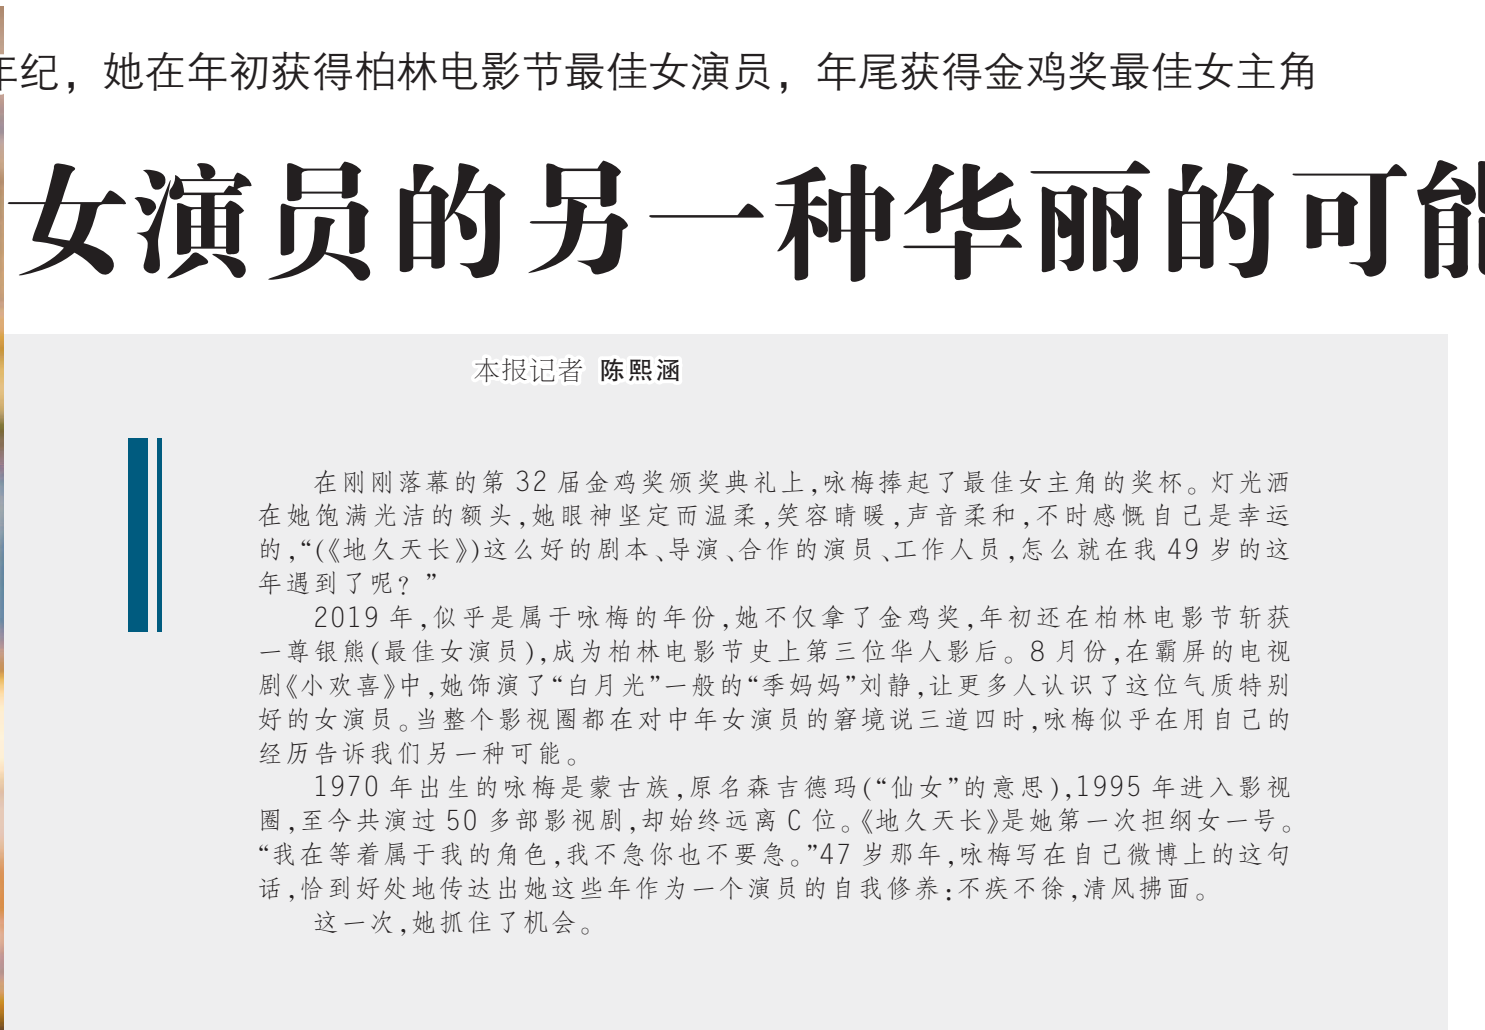 年纪，她在年初获得柏林电影节最佳女演员，年尾获得金鸡奖最佳女主角
女演员的另一种华丽的可能
本报记者 陈熙涵
在刚刚落幕的第 32 届金鸡奖颁奖典礼上，咏梅捧起了最佳女主角的奖杯。灯光洒
在她饱满光洁的额头，她眼神坚定而温柔，笑容晴暖，声音柔和，不时感慨自己是幸运
的，“（《地久天长》）这么好的剧本、导演、合作的演员、工作人员，怎么就在我 49 岁的这
年遇到了呢？”
2019 年，似乎是属于咏梅的年份，她不仅拿了金鸡奖，年初还在柏林电影节斩获
一尊银熊（最佳女演员），成为柏林电影节史上第三位华人影后。8 月份，在霸屏的电视
剧《小欢喜》中，她饰演了“白月光”一般的“季妈妈”刘静，让更多人认识了这位气质特别
好的女演员。当整个影视圈都在对中年女演员的窘境说三道四时，咏梅似乎在用自己的
经历告诉我们另一种可能。
1970 年出生的咏梅是蒙古族，原名森吉德玛（“仙女”的意思），1995 年进入影视
圈，至今共演过 50 多部影视剧，却始终远离 C 位。《地久天长》是她第一次担纲女一号。
“我在等着属于我的角色，我不急你也不要急。”47 岁那年，咏梅写在自己微博上的这句
话，恰到好处地传达出她这些年作为一个演员的自我修养：不疾不徐，清风拂面。
这一次，她抓住了机会。